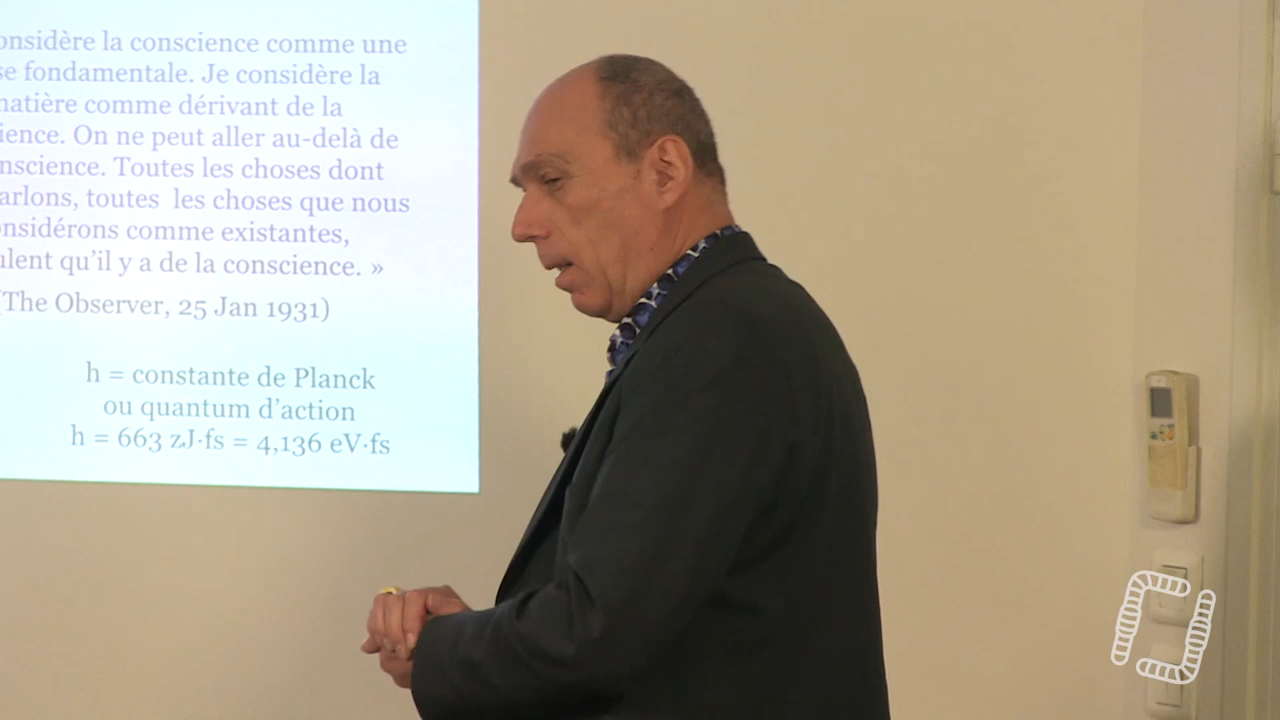 onsidère la conscience comme une
se fondamentale. Je considère la
matière comme dérivant de la
ience. On ne peut aller au-delà de
nscience. Toutes les choses dont
arlons, toutes les choses que nous
onsidérons comme existantes,
ulent qu'il y a de la conscience. »
(The Observer, 25 Jan 1931)
h = constante de Planck
ou quantum d'action
h = 663 zJ·fs = 4,136 eV·fs